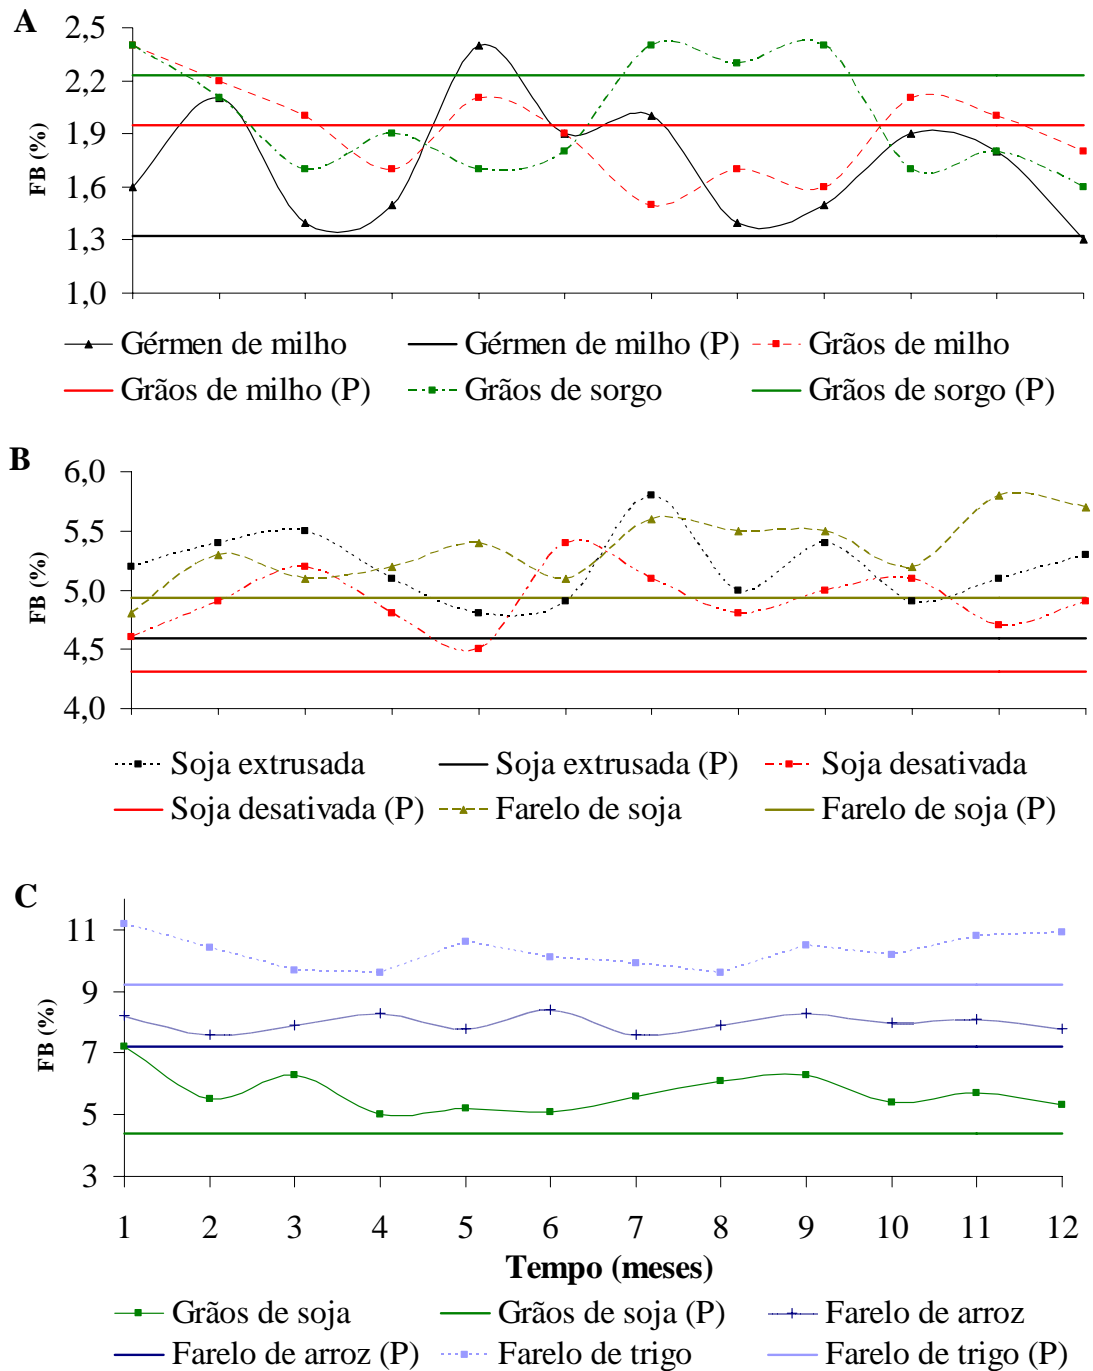 A
2,5
2,2
1,9
1,6
1,3
1,0
FB (%)
Gérmen de milho Gérmen de milho (P) Grãos de milho
Grãos de milho (P) Grãos de sorgo Grãos de sorgo (P)
B
6,0
5,5
5,0
4,5
4,0
FB (%)
Soja extrusada Soja extrusada (P) Soja desativada
Soja desativada (P) Farelo de soja Farelo de soja (P)
C
11
9
7
5
3
FB (%)
1 2 3 4 5 6 7 8 9 10 11 12
Tempo (meses)
Grãos de soja Grãos de soja (P) Farelo de arroz
Farelo de arroz (P) Farelo de trigo Farelo de trigo (P)